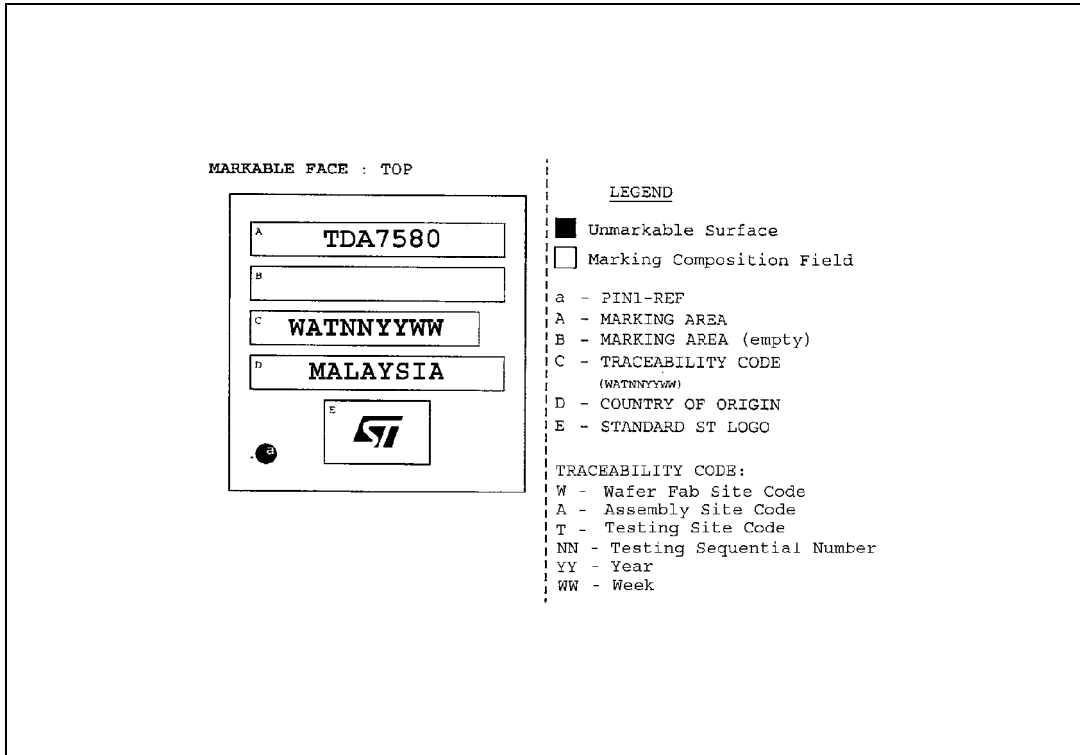 MARKABLE FACE : TOP
A
TDA7580
B
C
WATNNYYWW
D
MALAYSIA
E
ST
a
LEGEND
Unmarkable Surface
Marking Composition Field
a - PIN1-REF
A - MARKING AREA
B - MARKING AREA (empty)
C - TRACEABILITY CODE
(WATNNYYWW)
D - COUNTRY OF ORIGIN
E - STANDARD ST LOGO
TRACEABILITY CODE:
W - Wafer Fab Site Code
A - Assembly Site Code
T - Testing Site Code
NN - Testing Sequential Number
YY - Year
WW - Week